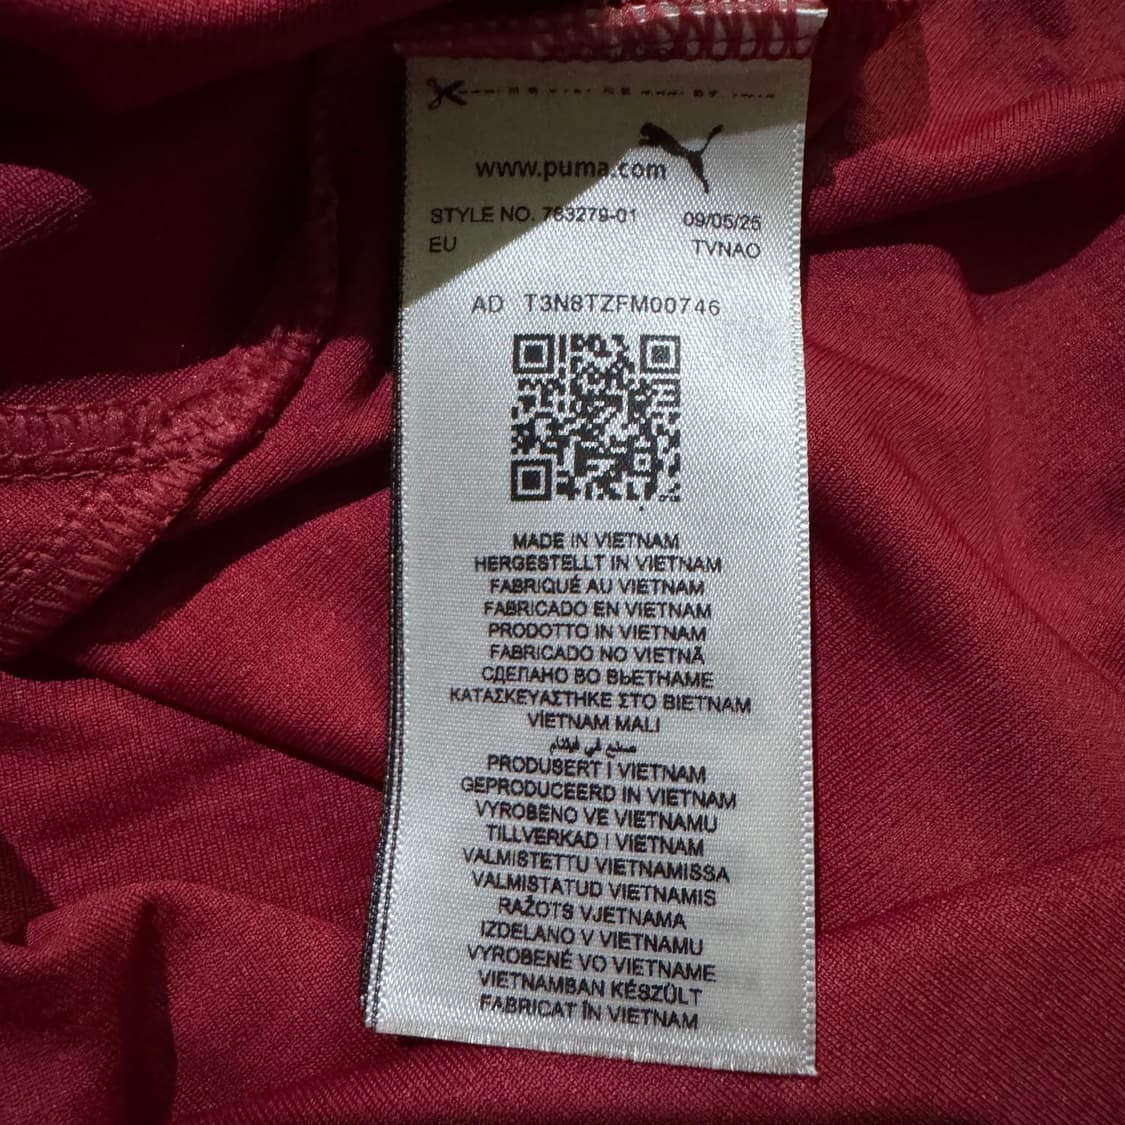 www.puma.com
STYLE NO. 783279-01 09/05/25
EU TVNAO
AD T3N8TZFM00746
MADE IN VIETNAM
HERGESTELLT IN VIETNAM
FABRIQUÉ AU VIETNAM
FABRICADO EN VIETNAM
PRODOTTO IN VIETNAM
FABRICADO NO VIETNÃ
СДЕЛАНО ВО ВЬЕТНАМЕ
ΚΑΤΑΣΚΕΥΑΣΤΗΚΕ ΣΤΟ ΒΙΕΤΝΑΜ
VİETNAM MALI
صنع في فيتنام
PRODUSERT I VIETNAM
GEPRODUCEERD IN VIETNAM
VYROBENO VE VIETNAMU
TILLVERKAD I VIETNAM
VALMISTETTU VIETNAMISSA
VALMISTATUD VIETNAMIS
RAŽOTS VJETNAMA
IZDELANO V VIETNAMU
VYROBENÉ VO VIETNAME
VIETNAMBAN KÉSZÜLT
FABRICAT ÎN VIETNAM